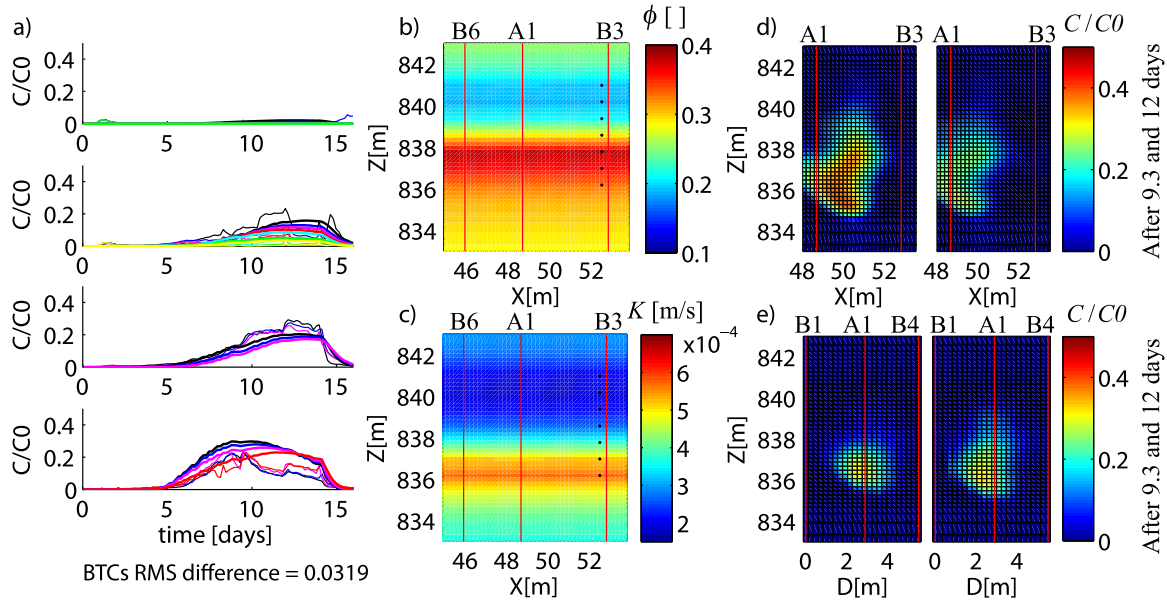 a)
C/C0
0.4
0.2
0
0 5 10 15
C/C0
0.4
0.2
0
0 5 10 15
C/C0
0.4
0.2
0
0 5 10 15
C/C0
0.4
0.2
0
0 5 10 15
time [days]
BTCs RMS difference = 0.0319
b)
B6 A1 B3
ϕ [ ]
Z[m]
842
840
838
836
834
46 48 50 52
X[m]
0.4
0.3
0.2
0.1
c)
B6 A1 B3
K [m/s]
x10⁻⁴
Z[m]
842
840
838
836
834
46 48 50 52
X[m]
6
5
4
3
2
d)
A1 B3 A1 B3
C/C0
Z[m]
842
840
838
836
834
48 50 52 48 50 52
X[m] X[m]
0.4
0.2
0
After 9.3 and 12 days
e)
B1 A1 B4 B1 A1 B4
C/C0
Z[m]
842
840
838
836
834
0 2 4 0 2 4
D[m] D[m]
0.4
0.2
0
After 9.3 and 12 days